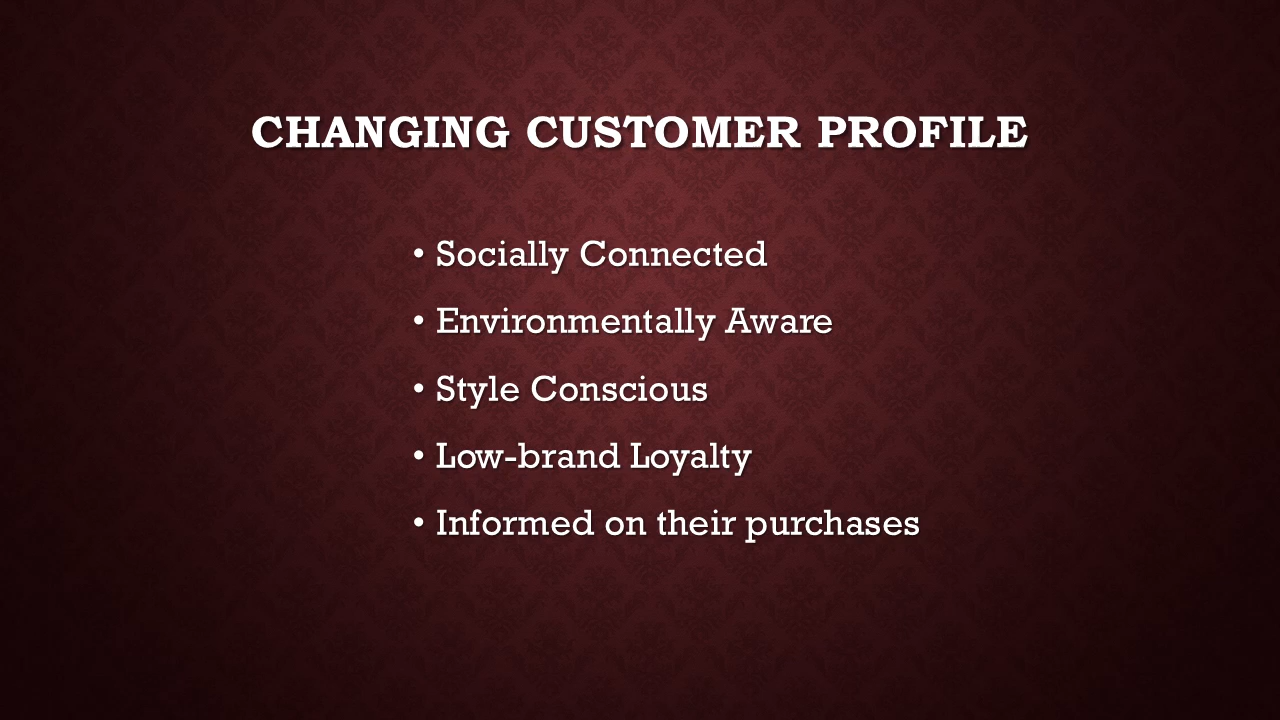 CHANGING CUSTOMER PROFILE
• Socially Connected
• Environmentally Aware
• Style Conscious
• Low-brand Loyalty
• Informed on their purchases